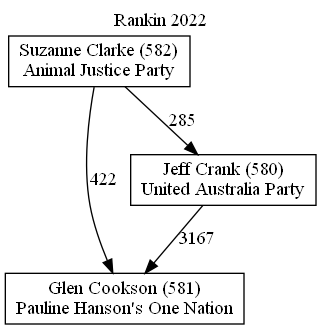 Rankin 2022
Suzanne Clarke (582)
Animal Justice Party
285
Jeff Crank (580)
United Australia Party
422
3167
Glen Cookson (581)
Pauline Hanson's One Nation